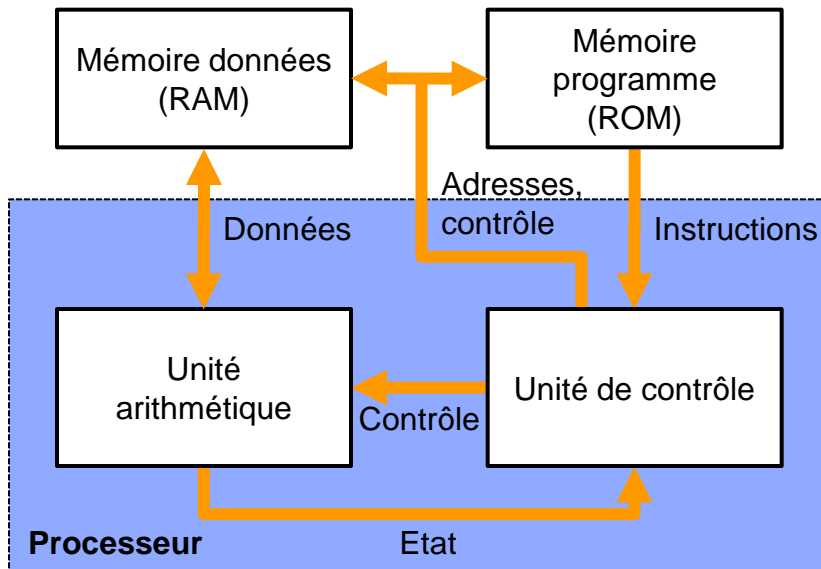 Mémoire données
(RAM)
Mémoire
programme
(ROM)
Adresses,
contrôle
Données
Instructions
Unité
arithmétique
Contrôle
Unité de contrôle
Processeur
Etat